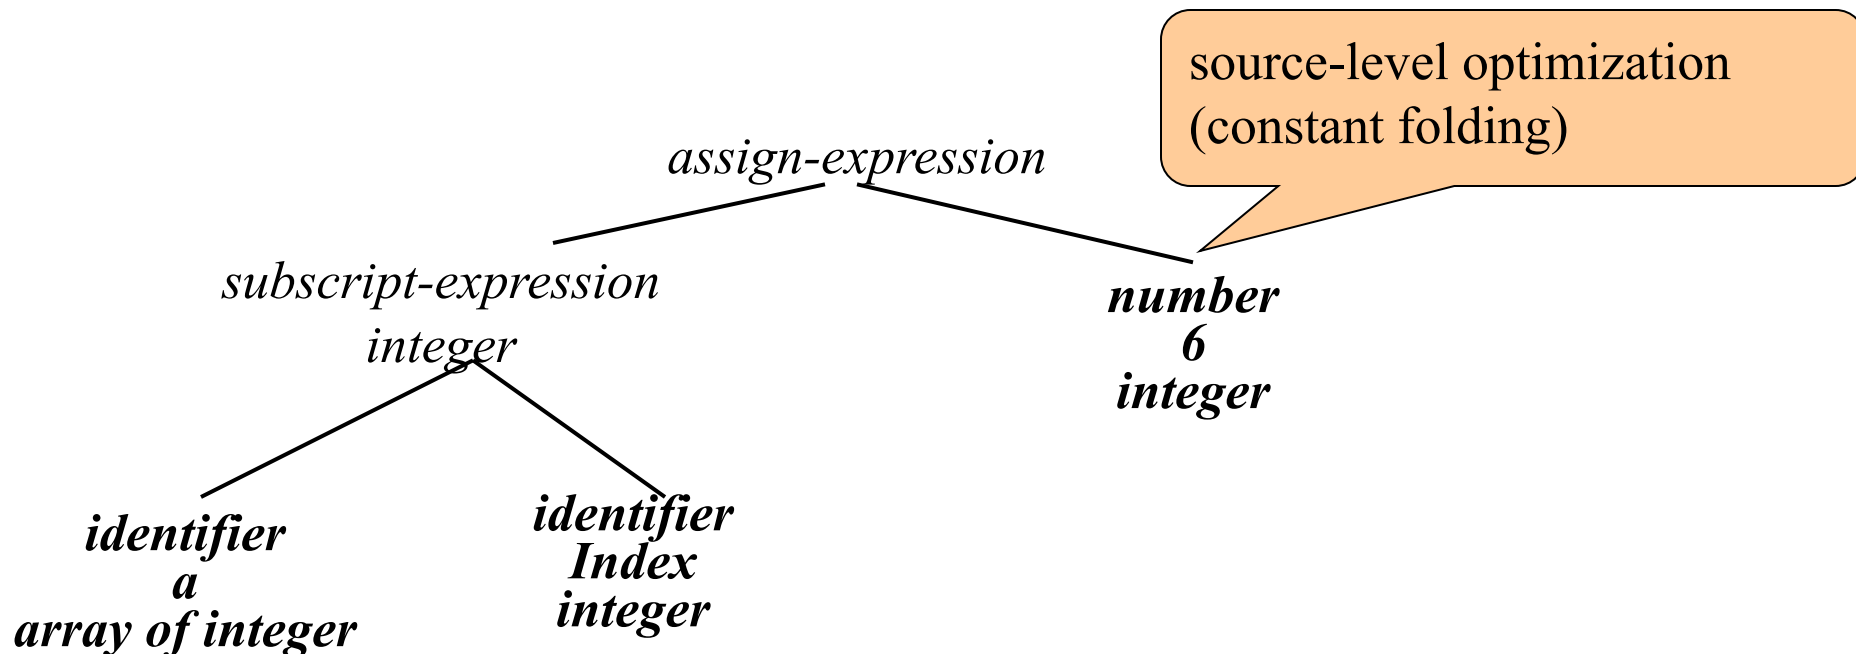 source-level optimization
(constant folding)
assign-expression
subscript-expression
integer
number
6
integer
identifier
a
array of integer
identifier
Index
integer